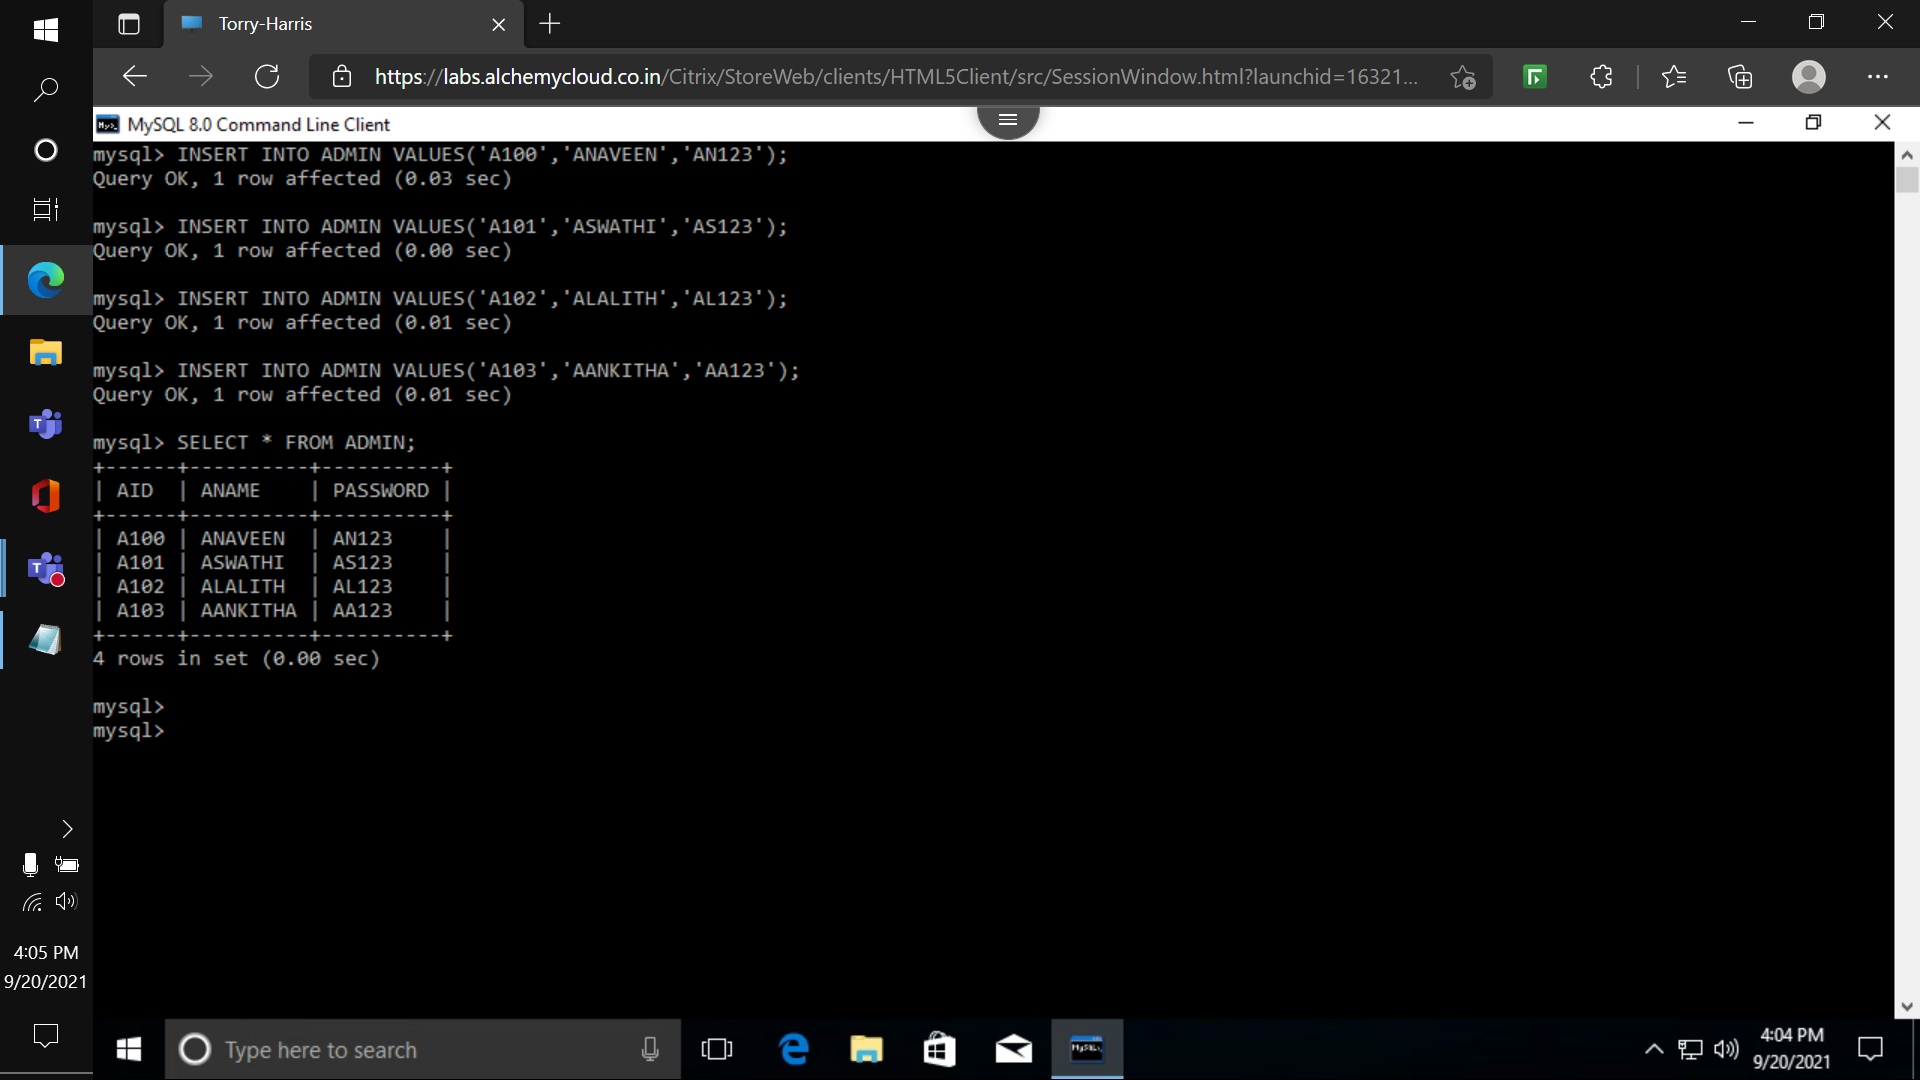 Torry-Harris
https://labs.alchemycloud.co.in/Citrix/StoreWeb/clients/HTML5Client/src/SessionWindow.html?launchid=16321...
MySQL 8.0 Command Line Client
mysql> INSERT INTO ADMIN VALUES('A100','ANAVEEN','AN123');
Query OK, 1 row affected (0.03 sec)
mysql> INSERT INTO ADMIN VALUES('A101','ASWATHI','AS123');
Query OK, 1 row affected (0.00 sec)
mysql> INSERT INTO ADMIN VALUES('A102','ALALITH','AL123');
Query OK, 1 row affected (0.01 sec)
mysql> INSERT INTO ADMIN VALUES('A103','AANKITHA','AA123');
Query OK, 1 row affected (0.01 sec)
mysql> SELECT * FROM ADMIN;
+------+----------+----------+
| AID  | ANAME    | PASSWORD |
+------+----------+----------+
| A100 | ANAVEEN  | AN123    |
| A101 | ASWATHI  | AS123    |
| A102 | ALALITH  | AL123    |
| A103 | AANKITHA | AA123    |
+------+----------+----------+
4 rows in set (0.00 sec)
mysql>
mysql>
4:05 PM
9/20/2021
Type here to search
4:04 PM
9/20/2021